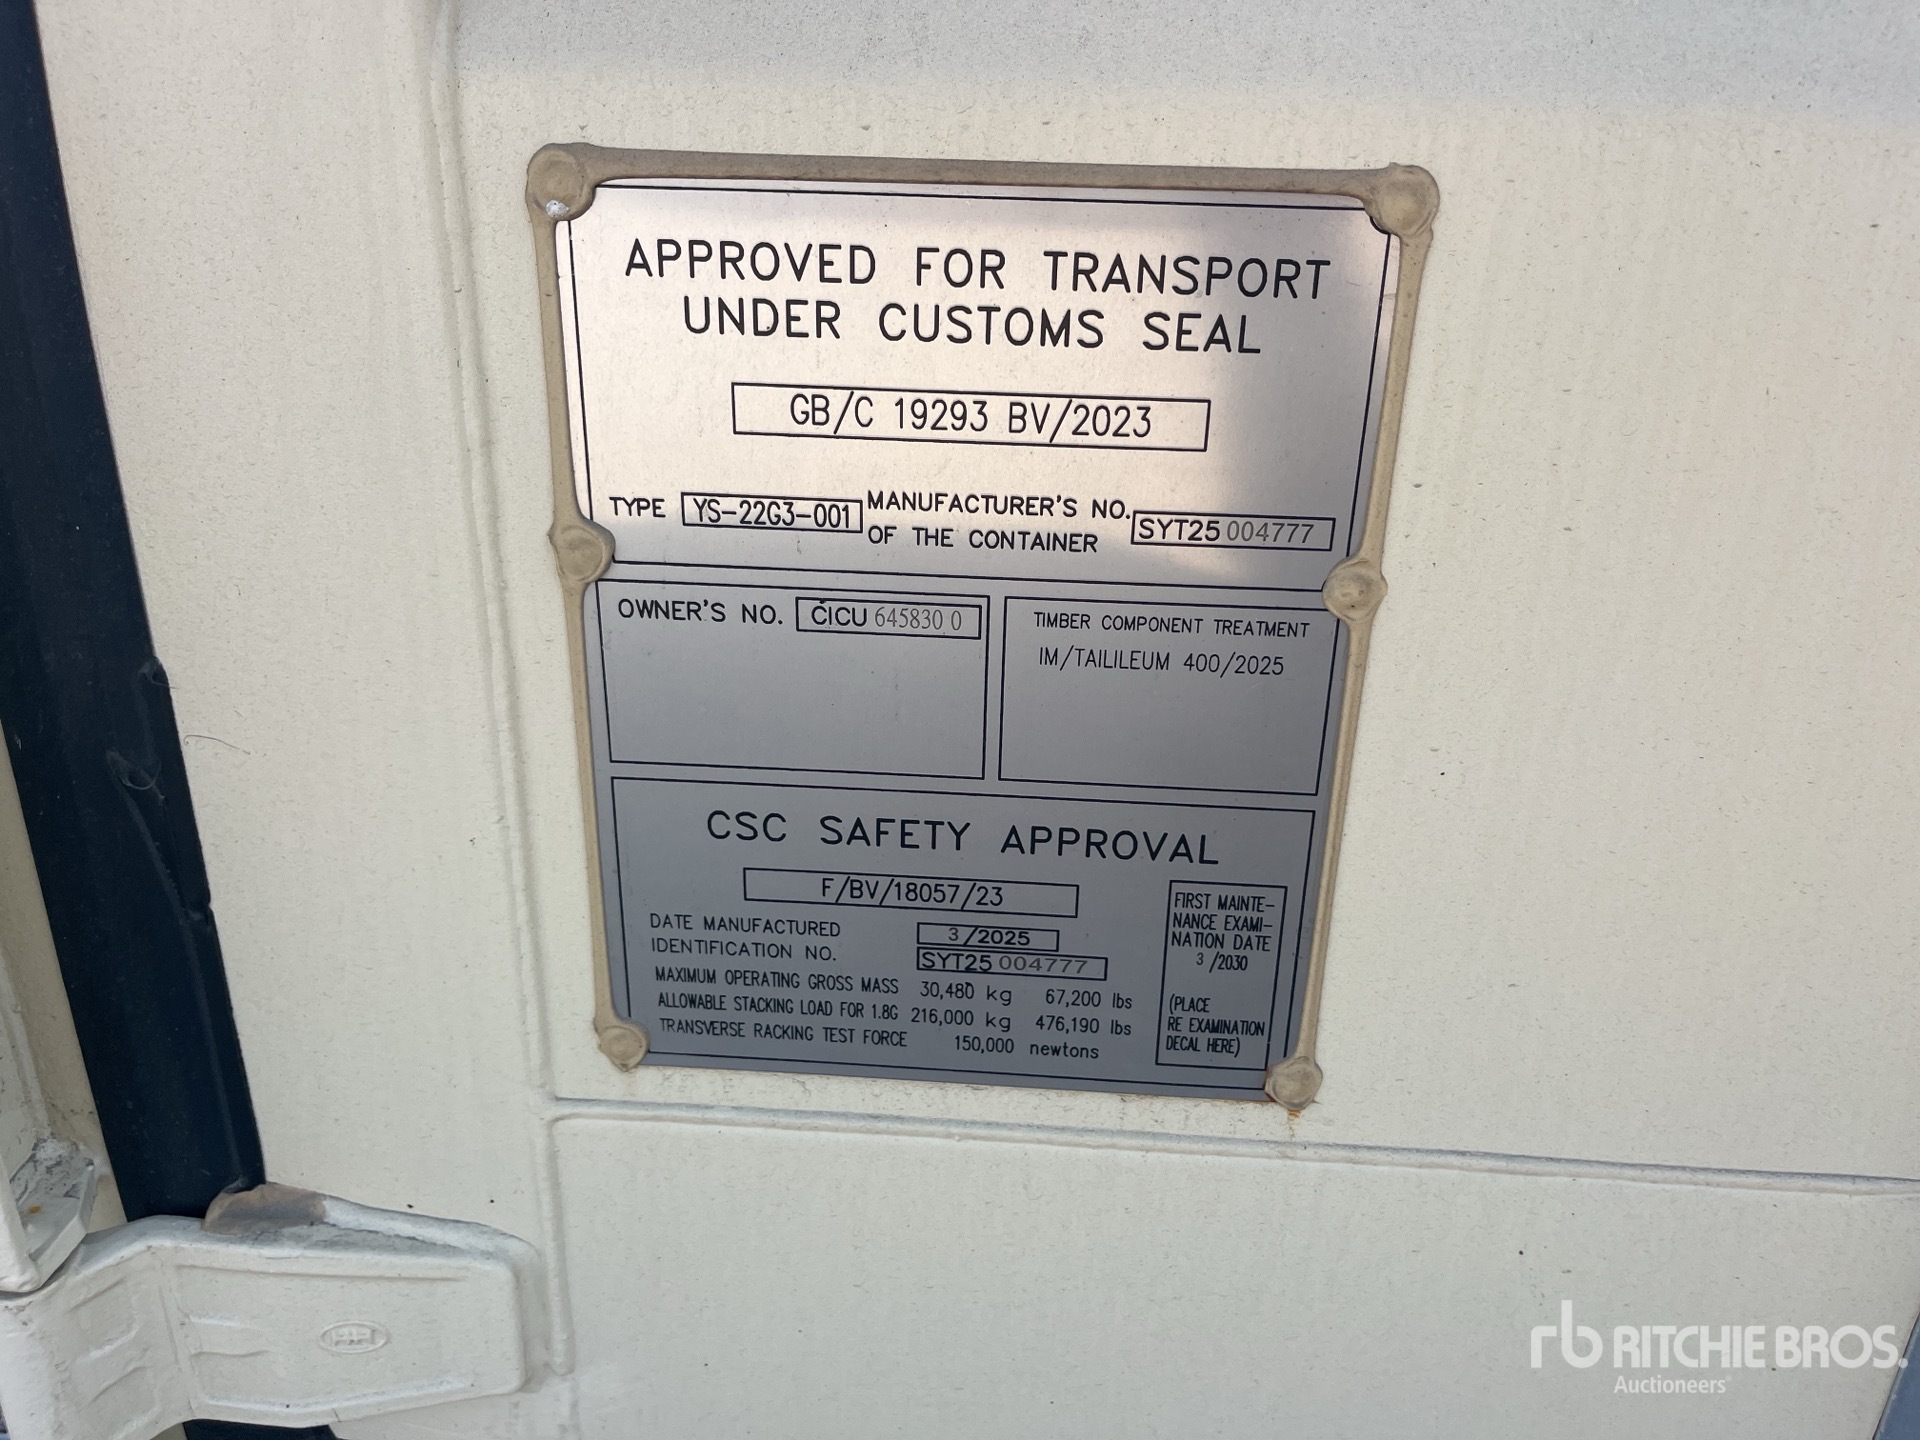 APPROVED FOR TRANSPORT
UNDER CUSTOMS SEAL
GB/C 19293 BV/2023
TYPE YS-22G3-001 MANUFACTURER'S NO. OF THE CONTAINER SYT25 004777
OWNER'S NO. CICU 645830 0
TIMBER COMPONENT TREATMENT
IM/TAILILEUM 400/2025
CSC SAFETY APPROVAL
F/BV/18057/23
DATE MANUFACTURED 3/2025
IDENTIFICATION NO. SYT25 004777
MAXIMUM OPERATING GROSS MASS 30,480 kg 67,200 lbs
ALLOWABLE STACKING LOAD FOR 1.8G 216,000 kg 476,190 lbs
TRANSVERSE RACKING TEST FORCE 150,000 newtons
FIRST MAINTE-
NANCE EXAMI-
NATION DATE
3 /2030
(PLACE
RE EXAMINATION
DECAL HERE)
rb RITCHIE BROS.
Auctioneers